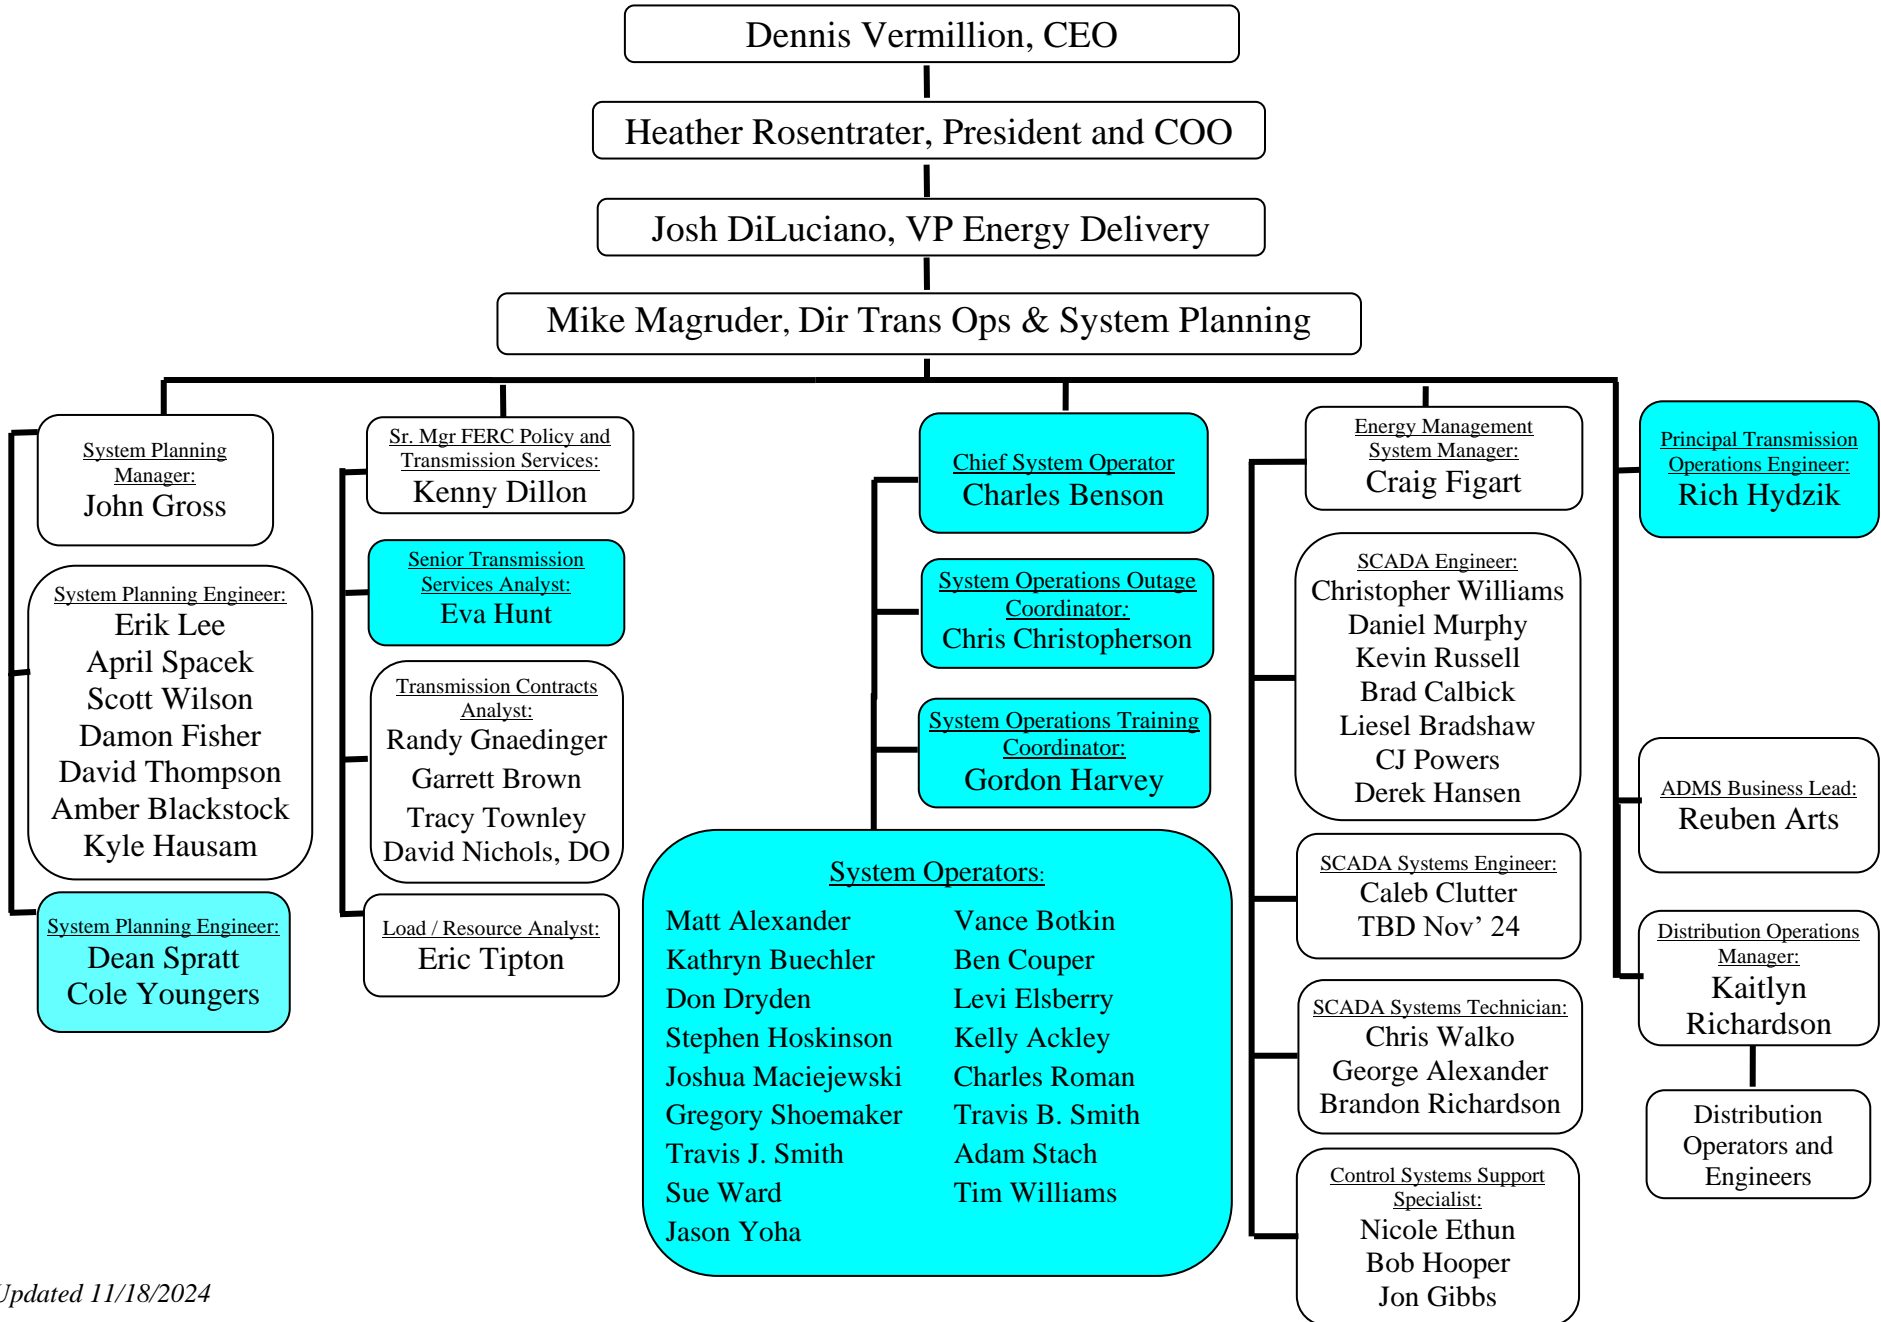 Dennis Vermillion, CEO
Heather Rosentrater, President and COO
Josh DiLuciano, VP Energy Delivery
Mike Magruder, Dir Trans Ops & System Planning
System Planning
Manager:
John Gross
System Planning Engineer:
Erik Lee
April Spacek
Scott Wilson
Damon Fisher
David Thompson
Amber Blackstock
Kyle Hausam
System Planning Engineer:
Dean Spratt
Cole Youngers
Sr. Mgr FERC Policy and
Transmission Services:
Kenny Dillon
Senior Transmission
Services Analyst:
Eva Hunt
Transmission Contracts
Analyst:
Randy Gnaedinger
Garrett Brown
Tracy Townley
David Nichols, DO
Load / Resource Analyst:
Eric Tipton
Chief System Operator
Charles Benson
System Operations Outage
Coordinator:
Chris Christopherson
System Operations Training
Coordinator:
Gordon Harvey
System Operators:
Matt Alexander
Kathryn Buechler
Don Dryden
Stephen Hoskinson
Joshua Maciejewski
Gregory Shoemaker
Travis J. Smith
Sue Ward
Jason Yoha
Vance Botkin
Ben Couper
Levi Elsberry
Kelly Ackley
Charles Roman
Travis B. Smith
Adam Stach
Tim Williams
Energy Management
System Manager:
Craig Figart
SCADA Engineer:
Christopher Williams
Daniel Murphy
Kevin Russell
Brad Calbick
Liesel Bradshaw
CJ Powers
Derek Hansen
SCADA Systems Engineer:
Caleb Clutter
TBD Nov’ 24
SCADA Systems Technician:
Chris Walko
George Alexander
Brandon Richardson
Control Systems Support
Specialist:
Nicole Ethun
Bob Hooper
Jon Gibbs
Principal Transmission
Operations Engineer:
Rich Hydzik
ADMS Business Lead:
Reuben Arts
Distribution Operations
Manager:
Kaitlyn
Richardson
Distribution
Operators and
Engineers
Updated 11/18/2024